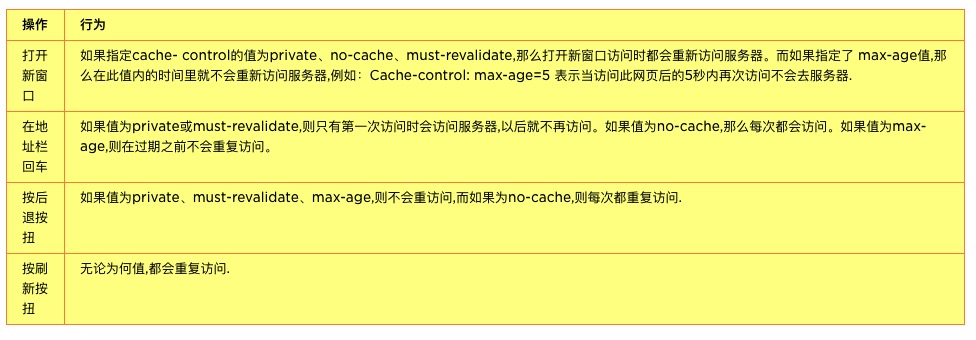 操作
行为
打开
新窗
口
如果指定cache- control的值为private、no-cache、must-revalidate,那么打开新窗口访问时都会重新访问服务器。而如果指定了 max-age值,那
么在此值内的时间里就不会重新访问服务器,例如：Cache-control: max-age=5 表示当访问此网页后的5秒内再次访问不会去服务器.
在地
址栏
回车
如果值为private或must-revalidate,则只有第一次访问时会访问服务器,以后就不再访问。如果值为no-cache,那么每次都会访问。如果值为max-
age,则在过期之前不会重复访问。
按后
退按
扭
如果值为private、must-revalidate、max-age,则不会重访问,而如果为no-cache,则每次都重复访问.
按刷
新按
扭
无论为何值,都会重复访问.